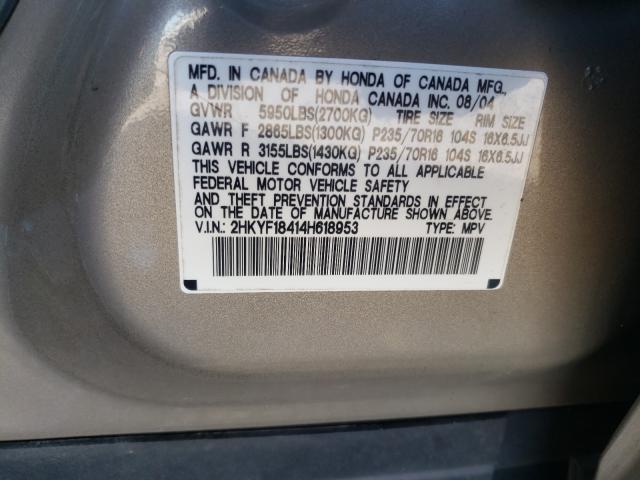 MFD. IN CANADA BY HONDA OF CANADA MFG.,
A DIVISION OF HONDA CANADA INC. 08/04
GVWR 5950LBS(2700KG) TIRE SIZE RIM SIZE
GAWR F 2865LBS(1300KG) P235/70R16 104S 16X6.5JJ
GAWR R 3155LBS(1430KG) P235/70R16 104S 16X6.5JJ
THIS VEHICLE CONFORMS TO ALL APPLICABLE
FEDERAL MOTOR VEHICLE SAFETY
AND THEFT PREVENTION STANDARDS IN EFFECT
ON THE DATE OF MANUFACTURE SHOWN ABOVE.
V.I.N.: 2HKYF18414H618953 TYPE: MPV